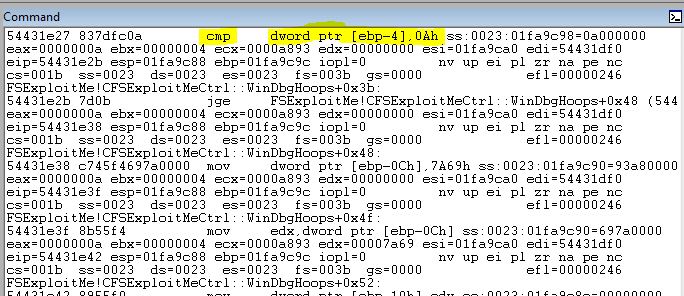 Command
54431e27 837dfc0a cmp dword ptr [ebp-4],0Ah ss:0023:01fa9c98=0a000000
eax=0000000a ebx=00000004 ecx=0000a893 edx=00000000 esi=01fa9ca0 edi=54431df0
eip=54431e2b esp=01fa9c88 ebp=01fa9c9c iopl=0 nv up ei pl zr na pe nc
cs=001b ss=0023 ds=0023 es=0023 fs=003b gs=0000 efl=00000246
FSExploitMe!CFSExploitMeCtrl::WinDbgHoops+0x3b:
54431e2b 7d0b jge FSExploitMe!CFSExploitMeCtrl::WinDbgHoops+0x48 (544
eax=0000000a ebx=00000004 ecx=0000a893 edx=00000000 esi=01fa9ca0 edi=54431df0
eip=54431e38 esp=01fa9c88 ebp=01fa9c9c iopl=0 nv up ei pl zr na pe nc
cs=001b ss=0023 ds=0023 es=0023 fs=003b gs=0000 efl=00000246
FSExploitMe!CFSExploitMeCtrl::WinDbgHoops+0x48:
54431e38 c745f4697a0000 mov dword ptr [ebp-0Ch],7A69h ss:0023:01fa9c90=93a80000
eax=0000000a ebx=00000004 ecx=0000a893 edx=00000000 esi=01fa9ca0 edi=54431df0
eip=54431e3f esp=01fa9c88 ebp=01fa9c9c iopl=0 nv up ei pl zr na pe nc
cs=001b ss=0023 ds=0023 es=0023 fs=003b gs=0000 efl=00000246
FSExploitMe!CFSExploitMeCtrl::WinDbgHoops+0x4f:
54431e3f 8b55f4 mov edx,dword ptr [ebp-0Ch] ss:0023:01fa9c90=697a0000
eax=0000000a ebx=00000004 ecx=0000a893 edx=00007a69 esi=01fa9ca0 edi=54431df0
eip=54431e42 esp=01fa9c88 ebp=01fa9c9c iopl=0 nv up ei pl zr na pe nc
cs=001b ss=0023 ds=0023 es=0023 fs=003b gs=0000 efl=00000246
FSExploitMe!CFSExploitMeCtrl::WinDbgHoops+0x52: